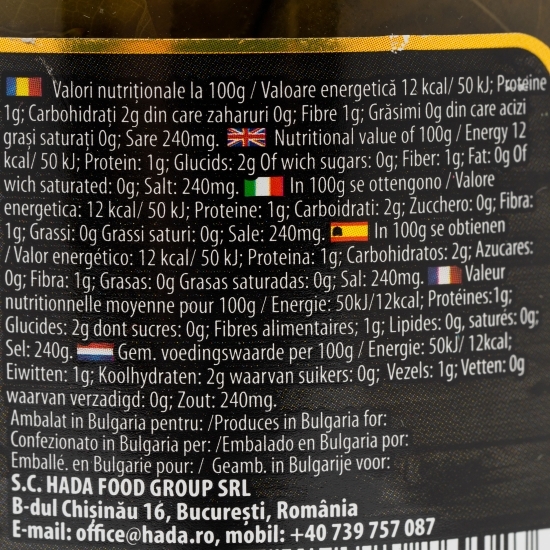 Valori nutriționale la 100g / Valoare energetică 12 kcal/ 50 kJ; Proteine
1g; Carbohidrați 2g din care zaharuri 0g; Fibre 1g; Grăsimi 0g din care acizi
grași saturați 0g; Sare 240mg. Nutritional value of 100g / Energy 12
kcal/ 50 kJ; Protein: 1g; Glucids: 2g Of wich sugars: 0g; Fiber: 1g; Fat: 0g Of
wich saturated: 0g; Salt: 240mg. In 100g se ottengono / Valore
energetica: 12 kcal/ 50 kJ; Proteine: 1g; Carboidrati: 2g; Zucchero: 0g; Fibra:
1g; Grassi: 0g Grassi saturi: 0g; Sale: 240mg. In 100g se obtienen
/ Valor energético: 12 kcal/ 50 kJ; Proteina: 1g; Carbohidratos: 2g; Azucares:
0g; Fibra: 1g; Grasas: 0g Grasas saturadas: 0g; Sal: 240mg. Valeur
nutritionnelle moyenne pour 100g / Energie: 50kJ/12kcal; Protéines:1g;
Glucides: 2g dont sucres: 0g; Fibres alimentaires; 1g; Lipides: 0g, saturés: 0g;
Sel: 240g. Gem. voedingswaarde per 100g / Energie: 50kJ/ 12kcal;
Eiwitten: 1g; Koolhydraten: 2g waarvan suikers: 0g; Vezels: 1g; Vetten: 0g
waarvan verzadigd: 0g; Zout: 240mg.
Ambalat in Bulgaria pentru: /Produces in Bulgaria for:
Confezionato in Bulgaria per: /Embalado en Bulgaria por:
Emballé. en Bulgarie pour: / Geamb. in Bulgarije voor:
S.C. HADA FOOD GROUP SRL
B-dul Chișinău 16, București, România
E-mail: office@hada.ro, mobil: +40 739 757 087